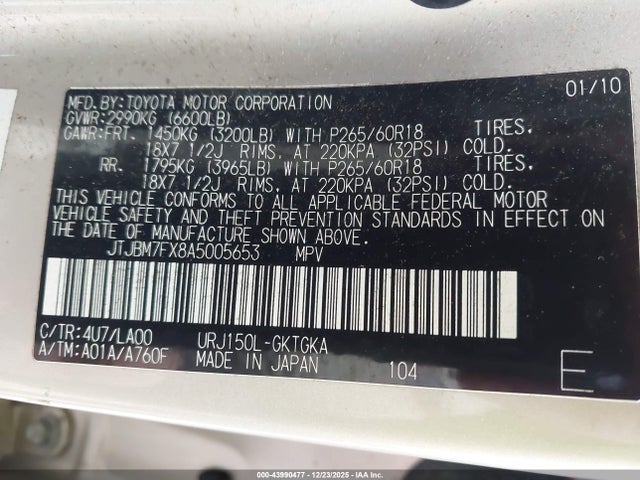 MFD. BY: TOYOTA MOTOR CORPORATION 01/10
GVWR: 2990KG (6600LB)
GAWR: FRT. 1450KG (3200LB) WITH P265/60R18 TIRES.
18X7 1/2J RIMS. AT 220KPA (32PSI) COLD.
RR. 1795KG (3965LB) WITH P265/60R18 TIRES.
18X7 1/2J RIMS. AT 220KPA (32PSI) COLD.
THIS VEHICLE CONFORMS TO ALL APPLICABLE FEDERAL MOTOR
VEHICLE SAFETY AND THEFT PREVENTION STANDARDS IN EFFECT ON
THE DATE OF MANUFACTURE SHOWN ABOVE.
JTJBM7FX8A5005653 MPV
C/TR: 4U7/LA00 URJ150L-GKTGKA
A/TM: A01A/A760F MADE IN JAPAN 104 E
000-43990477 - 12/23/2025 - IAAI.COM